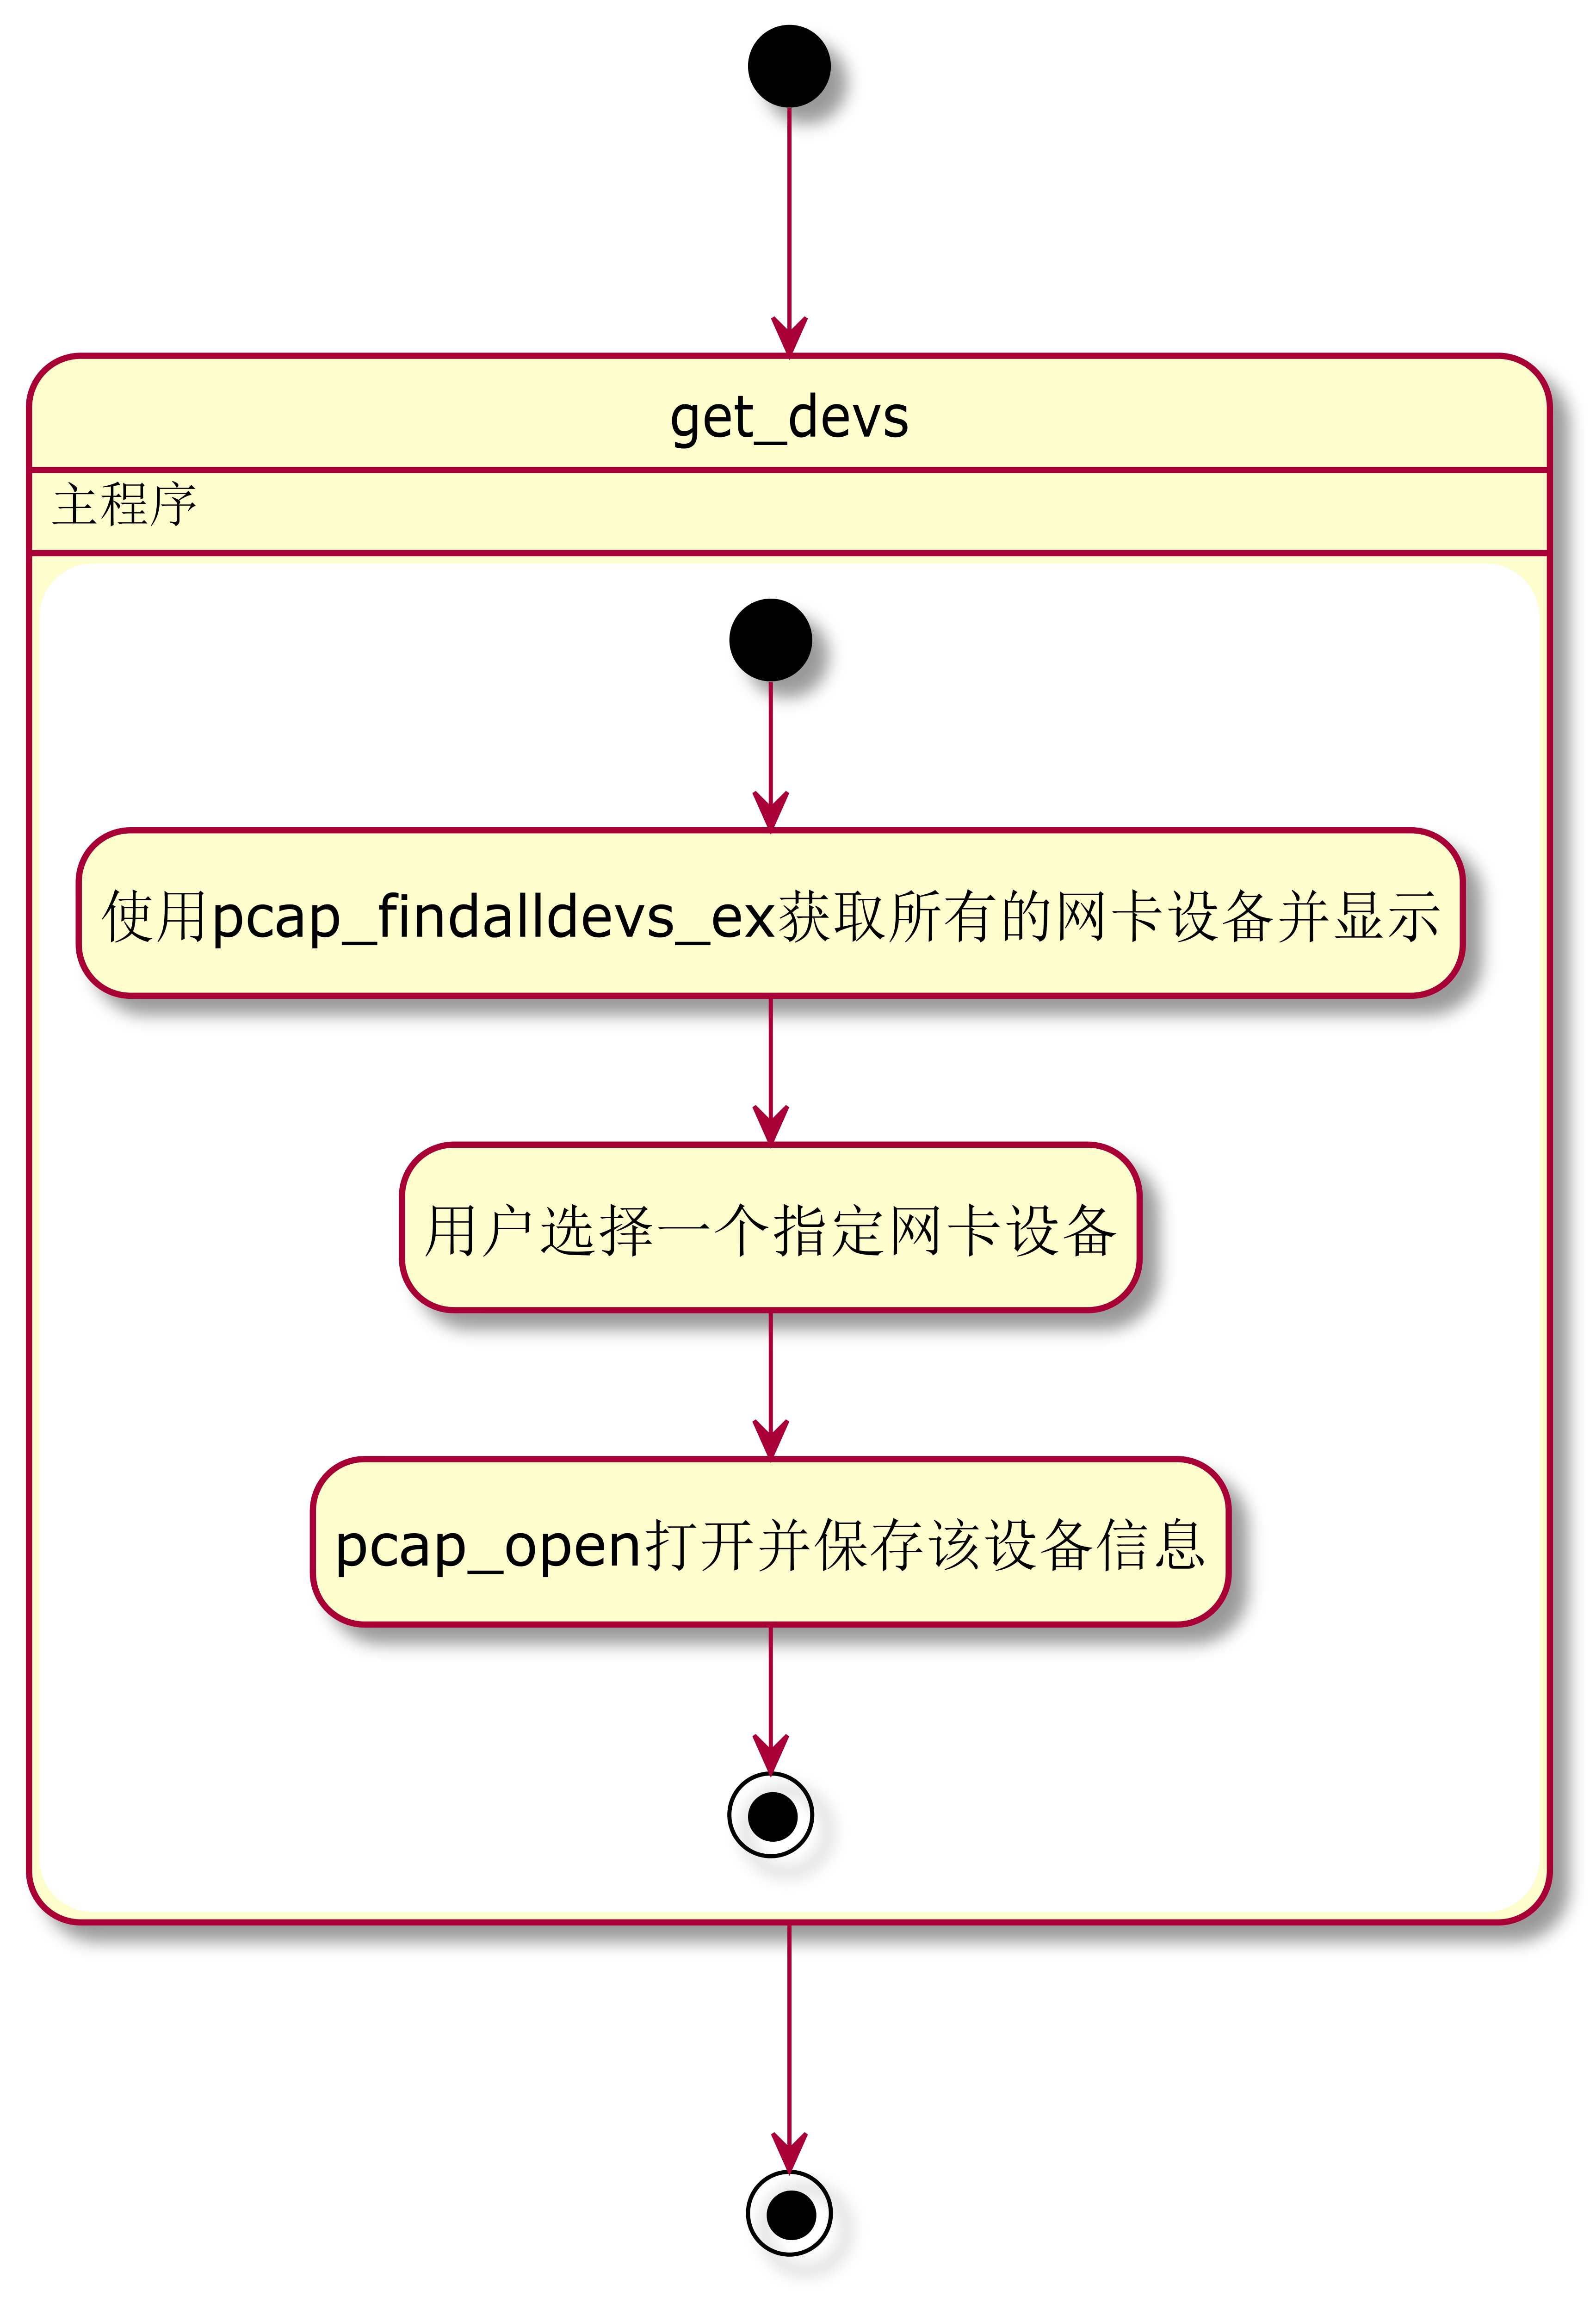 get_devs
主程序
使用pcap_findalldevs_ex获取所有的网卡设备并显示
用户选择一个指定网卡设备
pcap_open打开并保存该设备信息